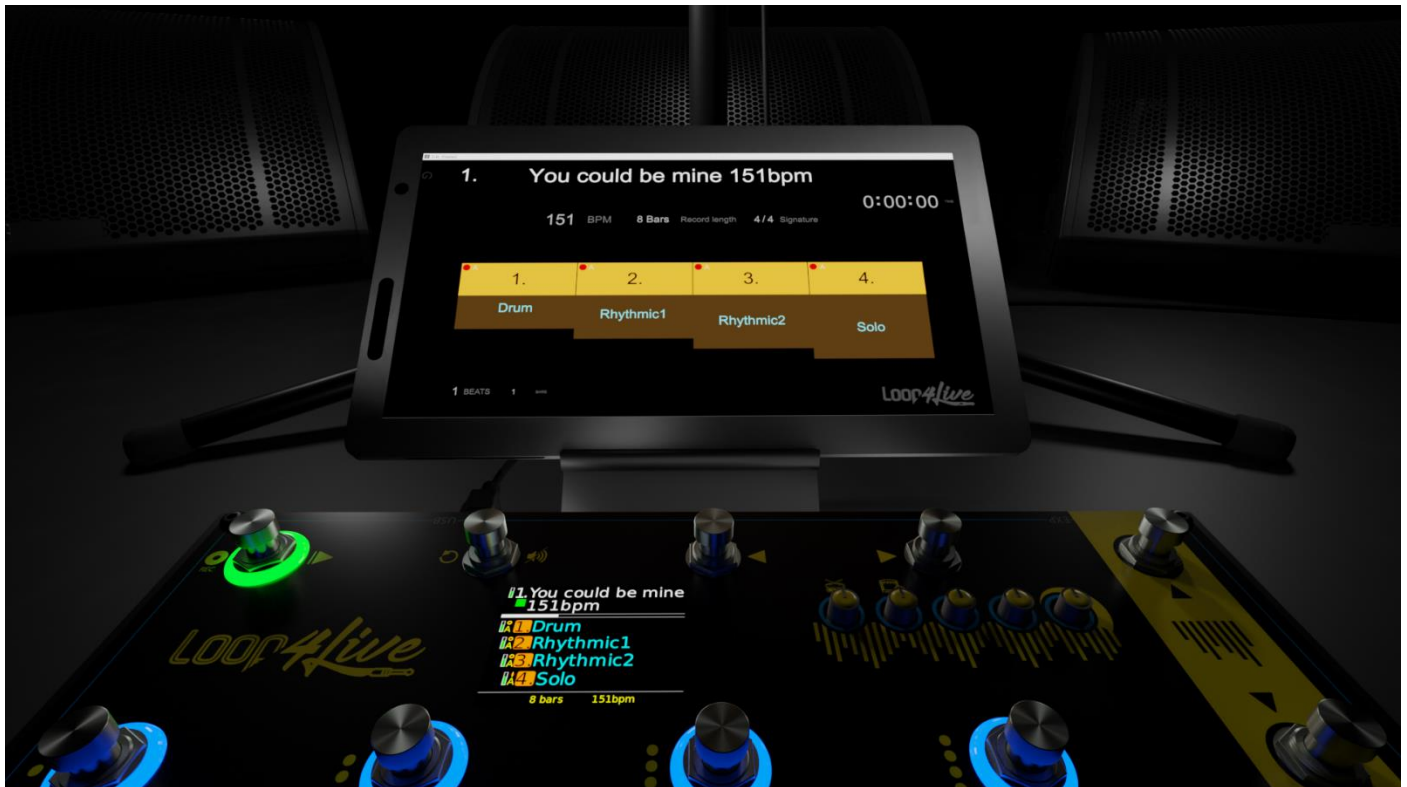 1. You could be mine 151bpm
0:00:00
151 BPM 8 Bars Record length 4/4 Signature
1. 2. 3. 4.
Drum Rhythmic1 Rhythmic2 Solo
1 BEATS 1
Loop4Live
REC
Loop4Live
1.You could be mine
151bpm
A 1. Drum
A 2. Rhythmic1
A 3. Rhythmic2
A 4. Solo
8 bars 151bpm